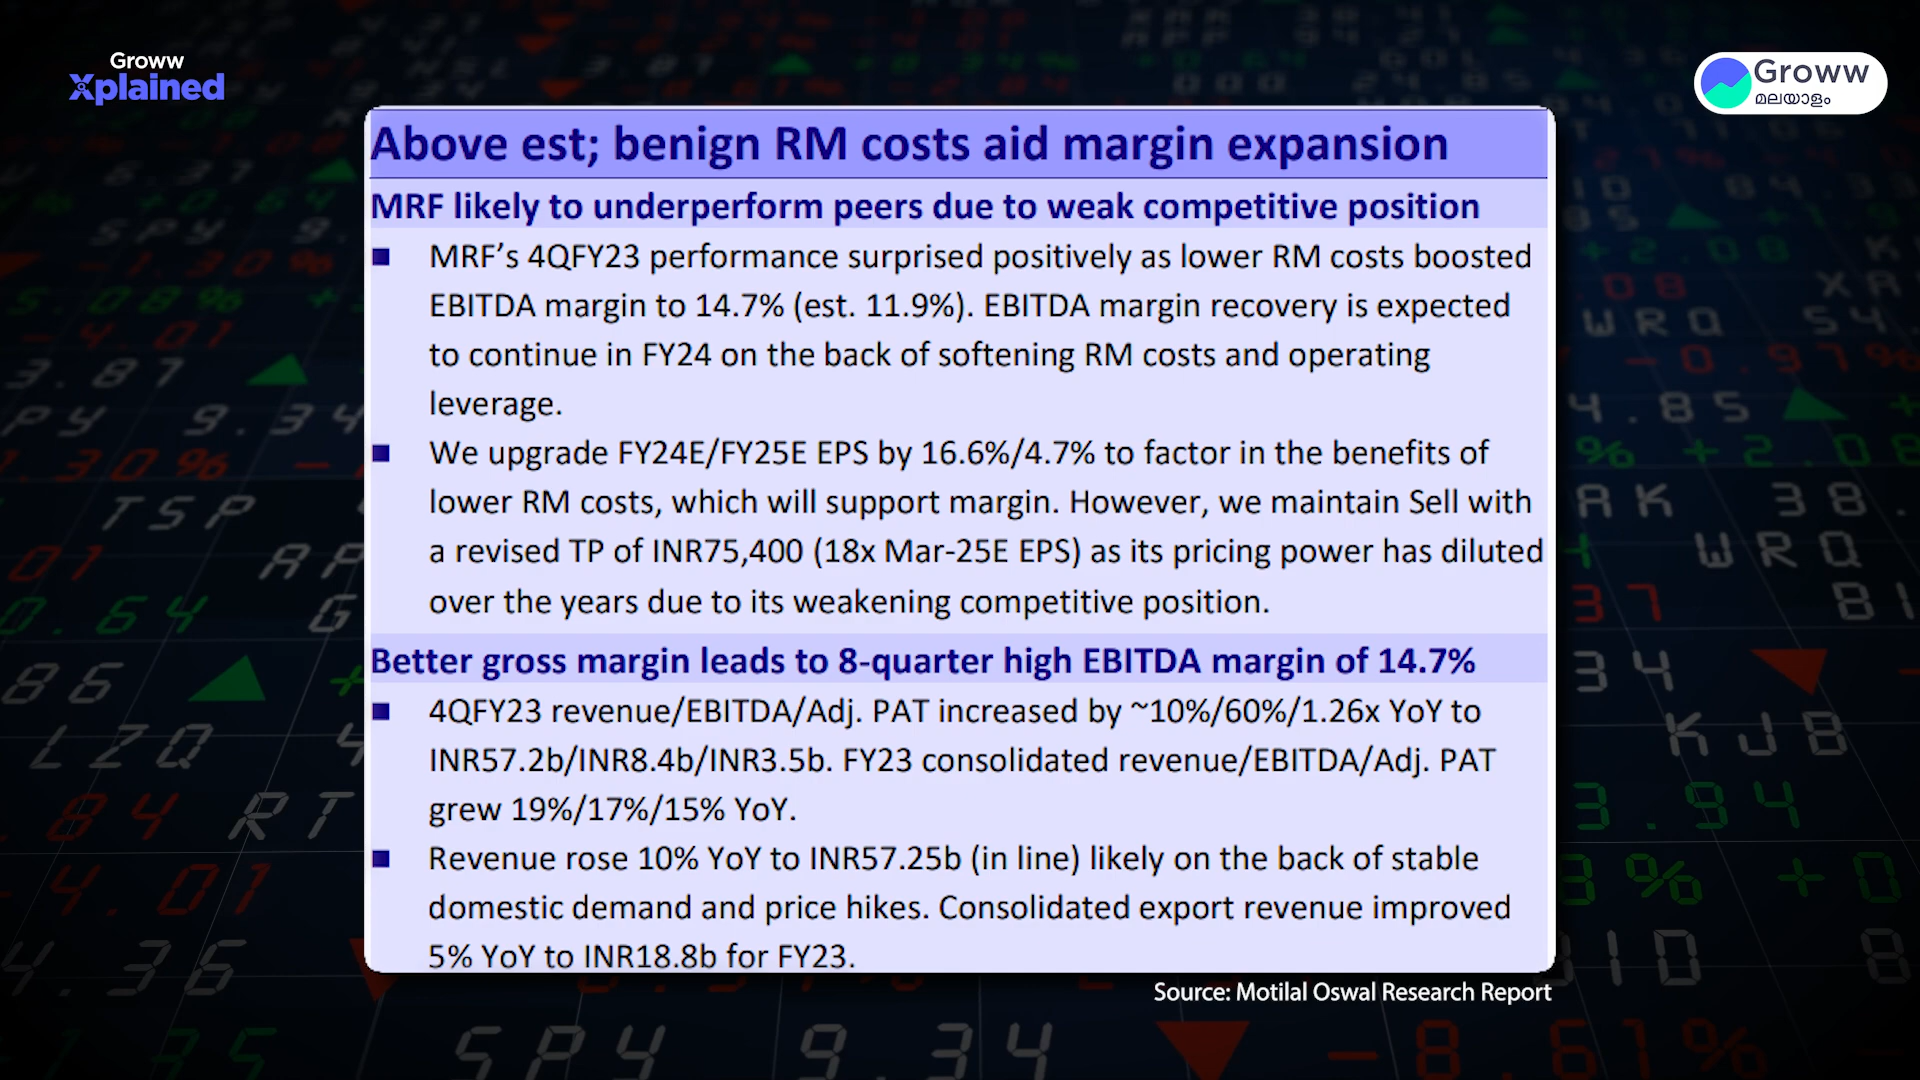 Groww
Xplained
Groww
മലയാളം
Above est; benign RM costs aid margin expansion
MRF likely to underperform peers due to weak competitive position
MRF’s 4QFY23 performance surprised positively as lower RM costs boosted
EBITDA margin to 14.7% (est. 11.9%). EBITDA margin recovery is expected
to continue in FY24 on the back of softening RM costs and operating
leverage.
We upgrade FY24E/FY25E EPS by 16.6%/4.7% to factor in the benefits of
lower RM costs, which will support margin. However, we maintain Sell with
a revised TP of INR75,400 (18x Mar-25E EPS) as its pricing power has diluted
over the years due to its weakening competitive position.
Better gross margin leads to 8-quarter high EBITDA margin of 14.7%
4QFY23 revenue/EBITDA/Adj. PAT increased by ~10%/60%/1.26x YoY to
INR57.2b/INR8.4b/INR3.5b. FY23 consolidated revenue/EBITDA/Adj. PAT
grew 19%/17%/15% YoY.
Revenue rose 10% YoY to INR57.25b (in line) likely on the back of stable
domestic demand and price hikes. Consolidated export revenue improved
5% YoY to INR18.8b for FY23.
Source: Motilal Oswal Research Report